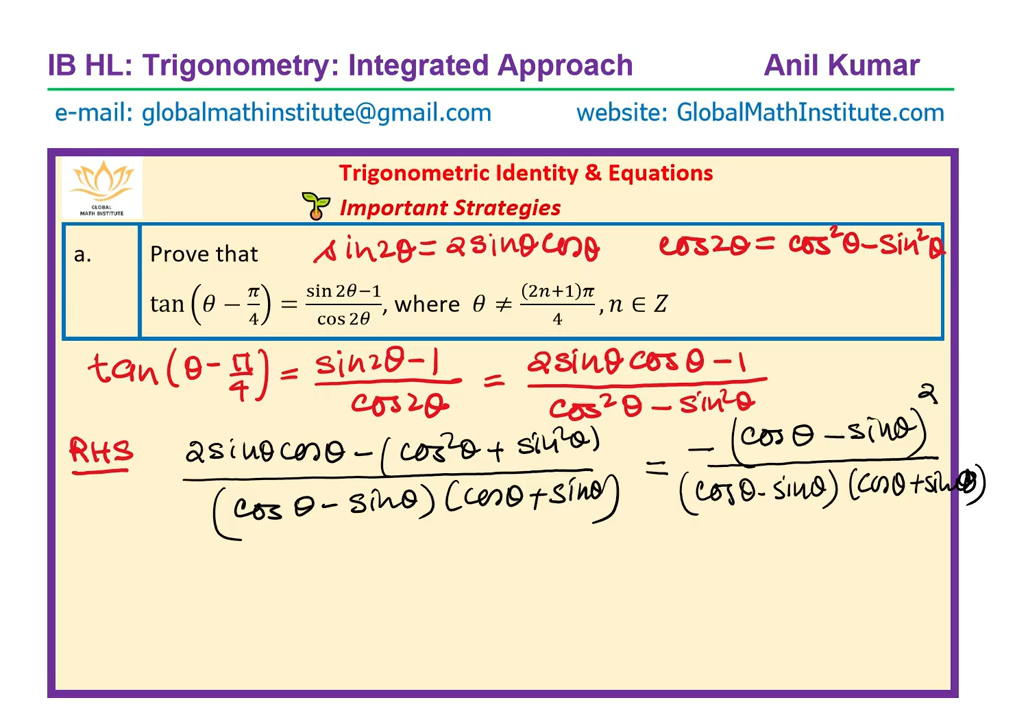 IB HL: Trigonometry: Integrated Approach Anil Kumar
e-mail: globalmathinstitute@gmail.com website: GlobalMathInstitute.com
GLOBAL
MATH INSTITUTE
Trigonometric Identity & Equations
Important Strategies
a. Prove that sin2θ = 2sinθcosθ cos2θ = cos²θ - sin²θ
tan(θ − π/4) = (sin 2θ−1)/(cos 2θ), where θ ≠ ((2n+1)π)/4, n ∈ Z
tan(θ - π/4) = (sin2θ - 1)/(cos2θ) = (2sinθcosθ - 1)/(cos²θ - sin²θ)
RHS (2sinθcosθ - (cos²θ + sin²θ))/((cosθ - sinθ)(cosθ + sinθ)) = -(cosθ - sinθ)²/((cosθ - sinθ)(cosθ + sinθ))